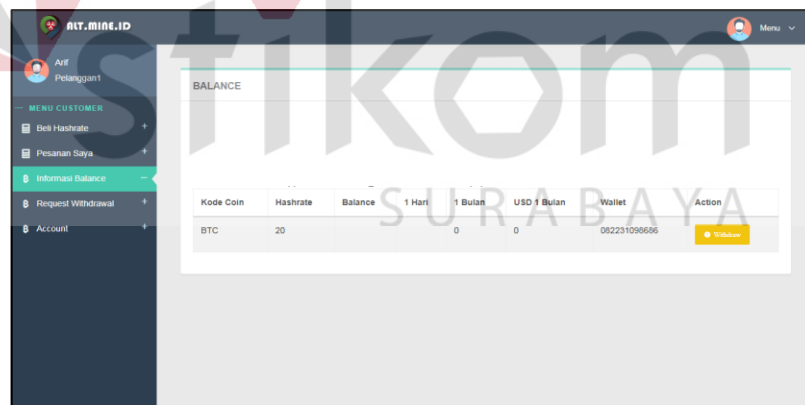 ALT.MINE.ID
Menu
Arif
Pelanggan1
MENU CUSTOMER
Beli Hashrate
Pesanan Saya
Informasi Balance
Request Withdrawal
Account
BALANCE
Kode Coin Hashrate Balance 1 Hari 1 Bulan USD 1 Bulan Wallet Action
BTC 20 0 0 082231098686 Withdraw
stikom
SURABAYA